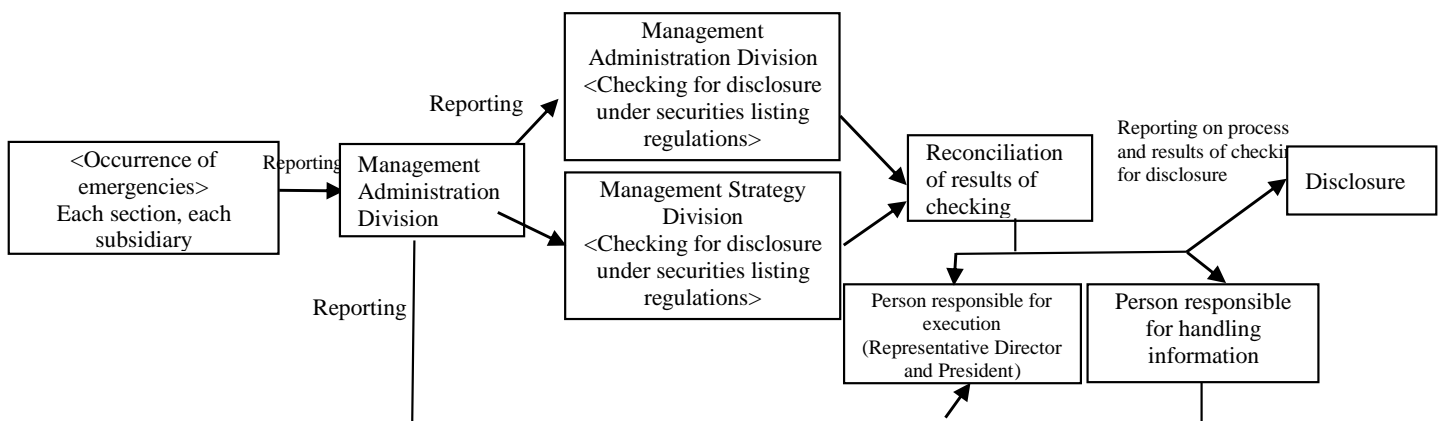 Management
Administration Division
<Checking for disclosure
under securities listing
regulations>
Reporting
<Occurrence of
emergencies>
Each section, each
subsidiary
Reporting
Management
Administration
Division
Management Strategy
Division
<Checking for disclosure
under securities listing
regulations>
Reconciliation
of results of
checking
Reporting on process
and results of checki
for disclosure
Disclosure
Reporting
Person responsible for
execution
(Representative Director
and President)
Person responsible
for handling
information